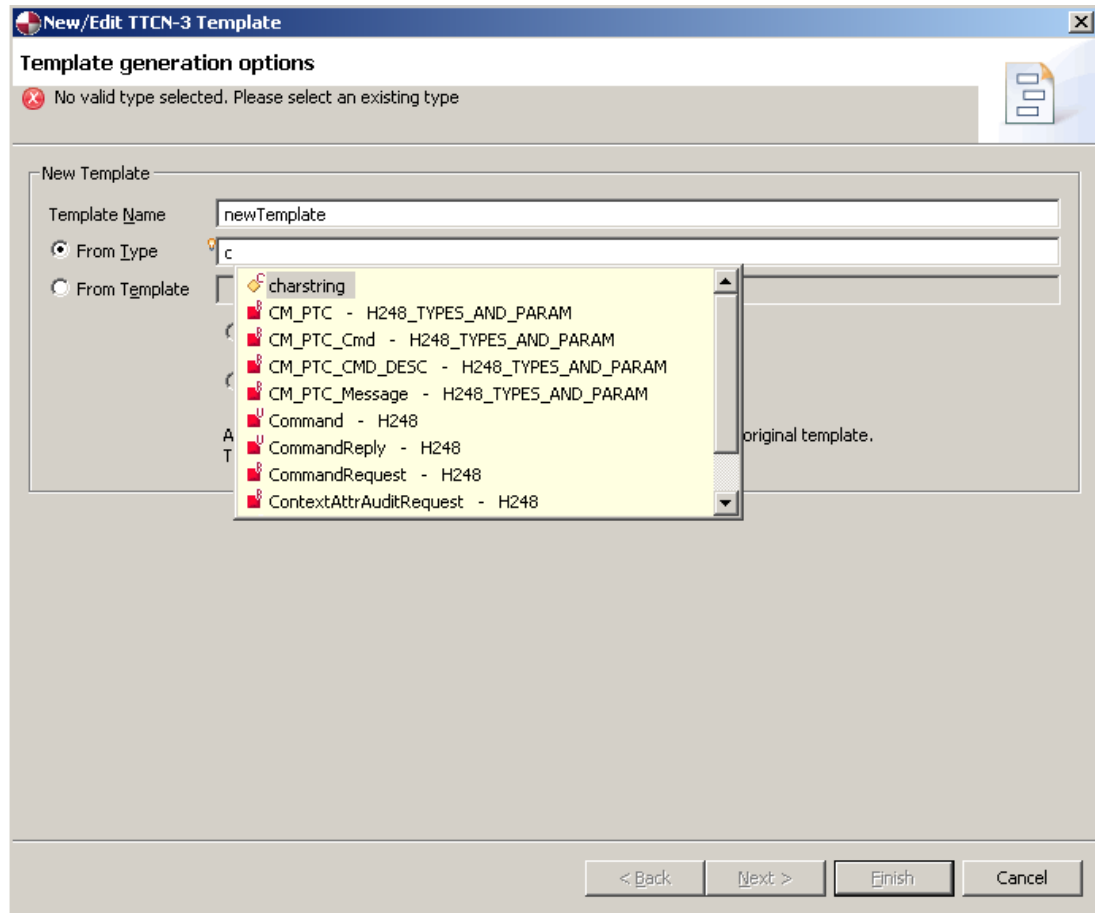 New/Edit TTCN-3 Template
Template generation options
No valid type selected. Please select an existing type
New Template
Template Name newTemplate
From Type c
From Template
charstring
CM_PTC - H248_TYPES_AND_PARAM
CM_PTC_Cmd - H248_TYPES_AND_PARAM
CM_PTC_CMD_DESC - H248_TYPES_AND_PARAM
CM_PTC_Message - H248_TYPES_AND_PARAM
Command - H248
CommandReply - H248
CommandRequest - H248
ContextAttrAuditRequest - H248
A original template.
T
< Back Next > Finish Cancel